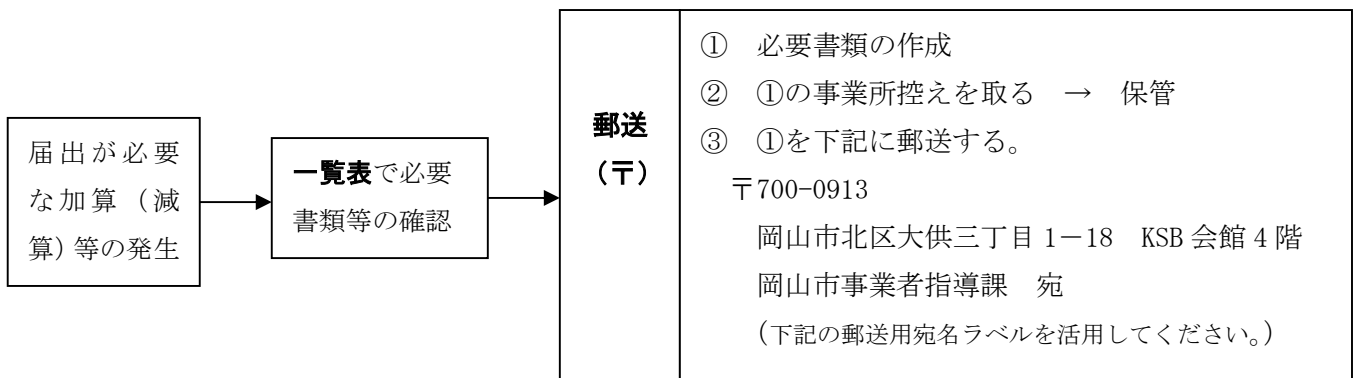 届出が必要
な加算（減
算）等の発生
一覧表で必要
書類等の確認
郵送
（〒）
① 必要書類の作成
② ①の事業所控えを取る → 保管
③ ①を下記に郵送する。
〒700-0913
岡山市北区大供三丁目1－18 KSB会館4階
岡山市事業者指導課 宛
（下記の郵送用宛名ラベルを活用してください。）